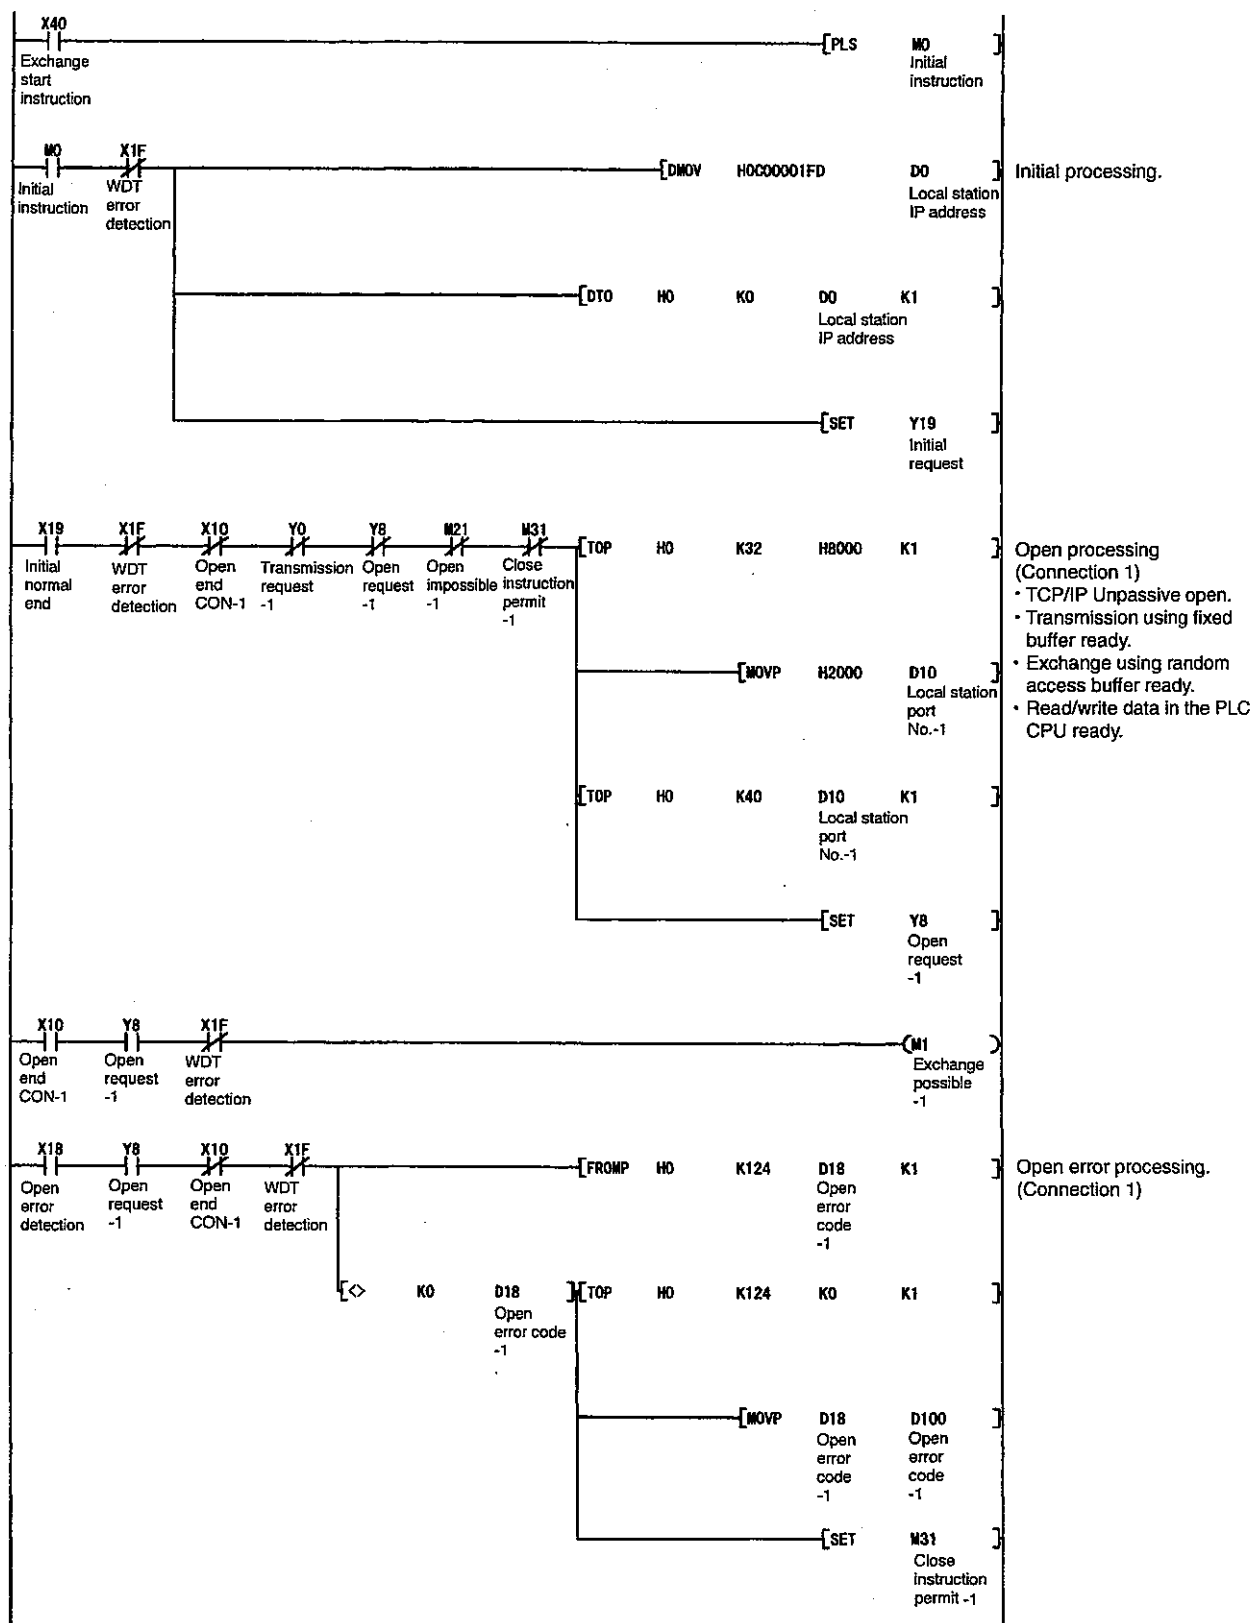 X40
Exchange
start
instruction
[PLS M0 ]
Initial
instruction
M0 X1F
Initial
instruction
WDT
error
detection
[DMOV H0C00001FD D0 ]
Local station
IP address
Initial processing.
[DTO H0 K0 D0 K1 ]
Local station
IP address
[SET Y19 ]
Initial
request
X19 X1F X10 Y0 Y8 M21 M31
Initial
normal
end
WDT
error
detection
Open
end
CON-1
Transmission
request
-1
Open
request
-1
Open
impossible
-1
Close
instruction
permit
-1
[TOP H0 K32 H8000 K1 ]
Open processing
(Connection 1)
· TCP/IP Unpassive open.
· Transmission using fixed
buffer ready.
· Exchange using random
access buffer ready.
· Read/write data in the PLC
CPU ready.
[MOVP H2000 D10 ]
Local station
port
No.-1
[TOP H0 K40 D10 K1 ]
Local station
port
No.-1
[SET Y8 ]
Open
request
-1
X10 Y8 X1F
Open
end
CON-1
Open
request
-1
WDT
error
detection
(M1 )
Exchange
possible
-1
X18 Y8 X10 X1F
Open
error
detection
Open
request
-1
Open
end
CON-1
WDT
error
detection
[FROMP H0 K124 D18 K1 ]
Open
error
code
-1
Open error processing.
(Connection 1)
[<> K0 D18 ]
Open
error code
-1
[TOP H0 K124 K0 K1 ]
[MOVP D18 D100 ]
Open
error
code
-1
Open
error
code
-1
[SET M31 ]
Close
instruction
permit -1